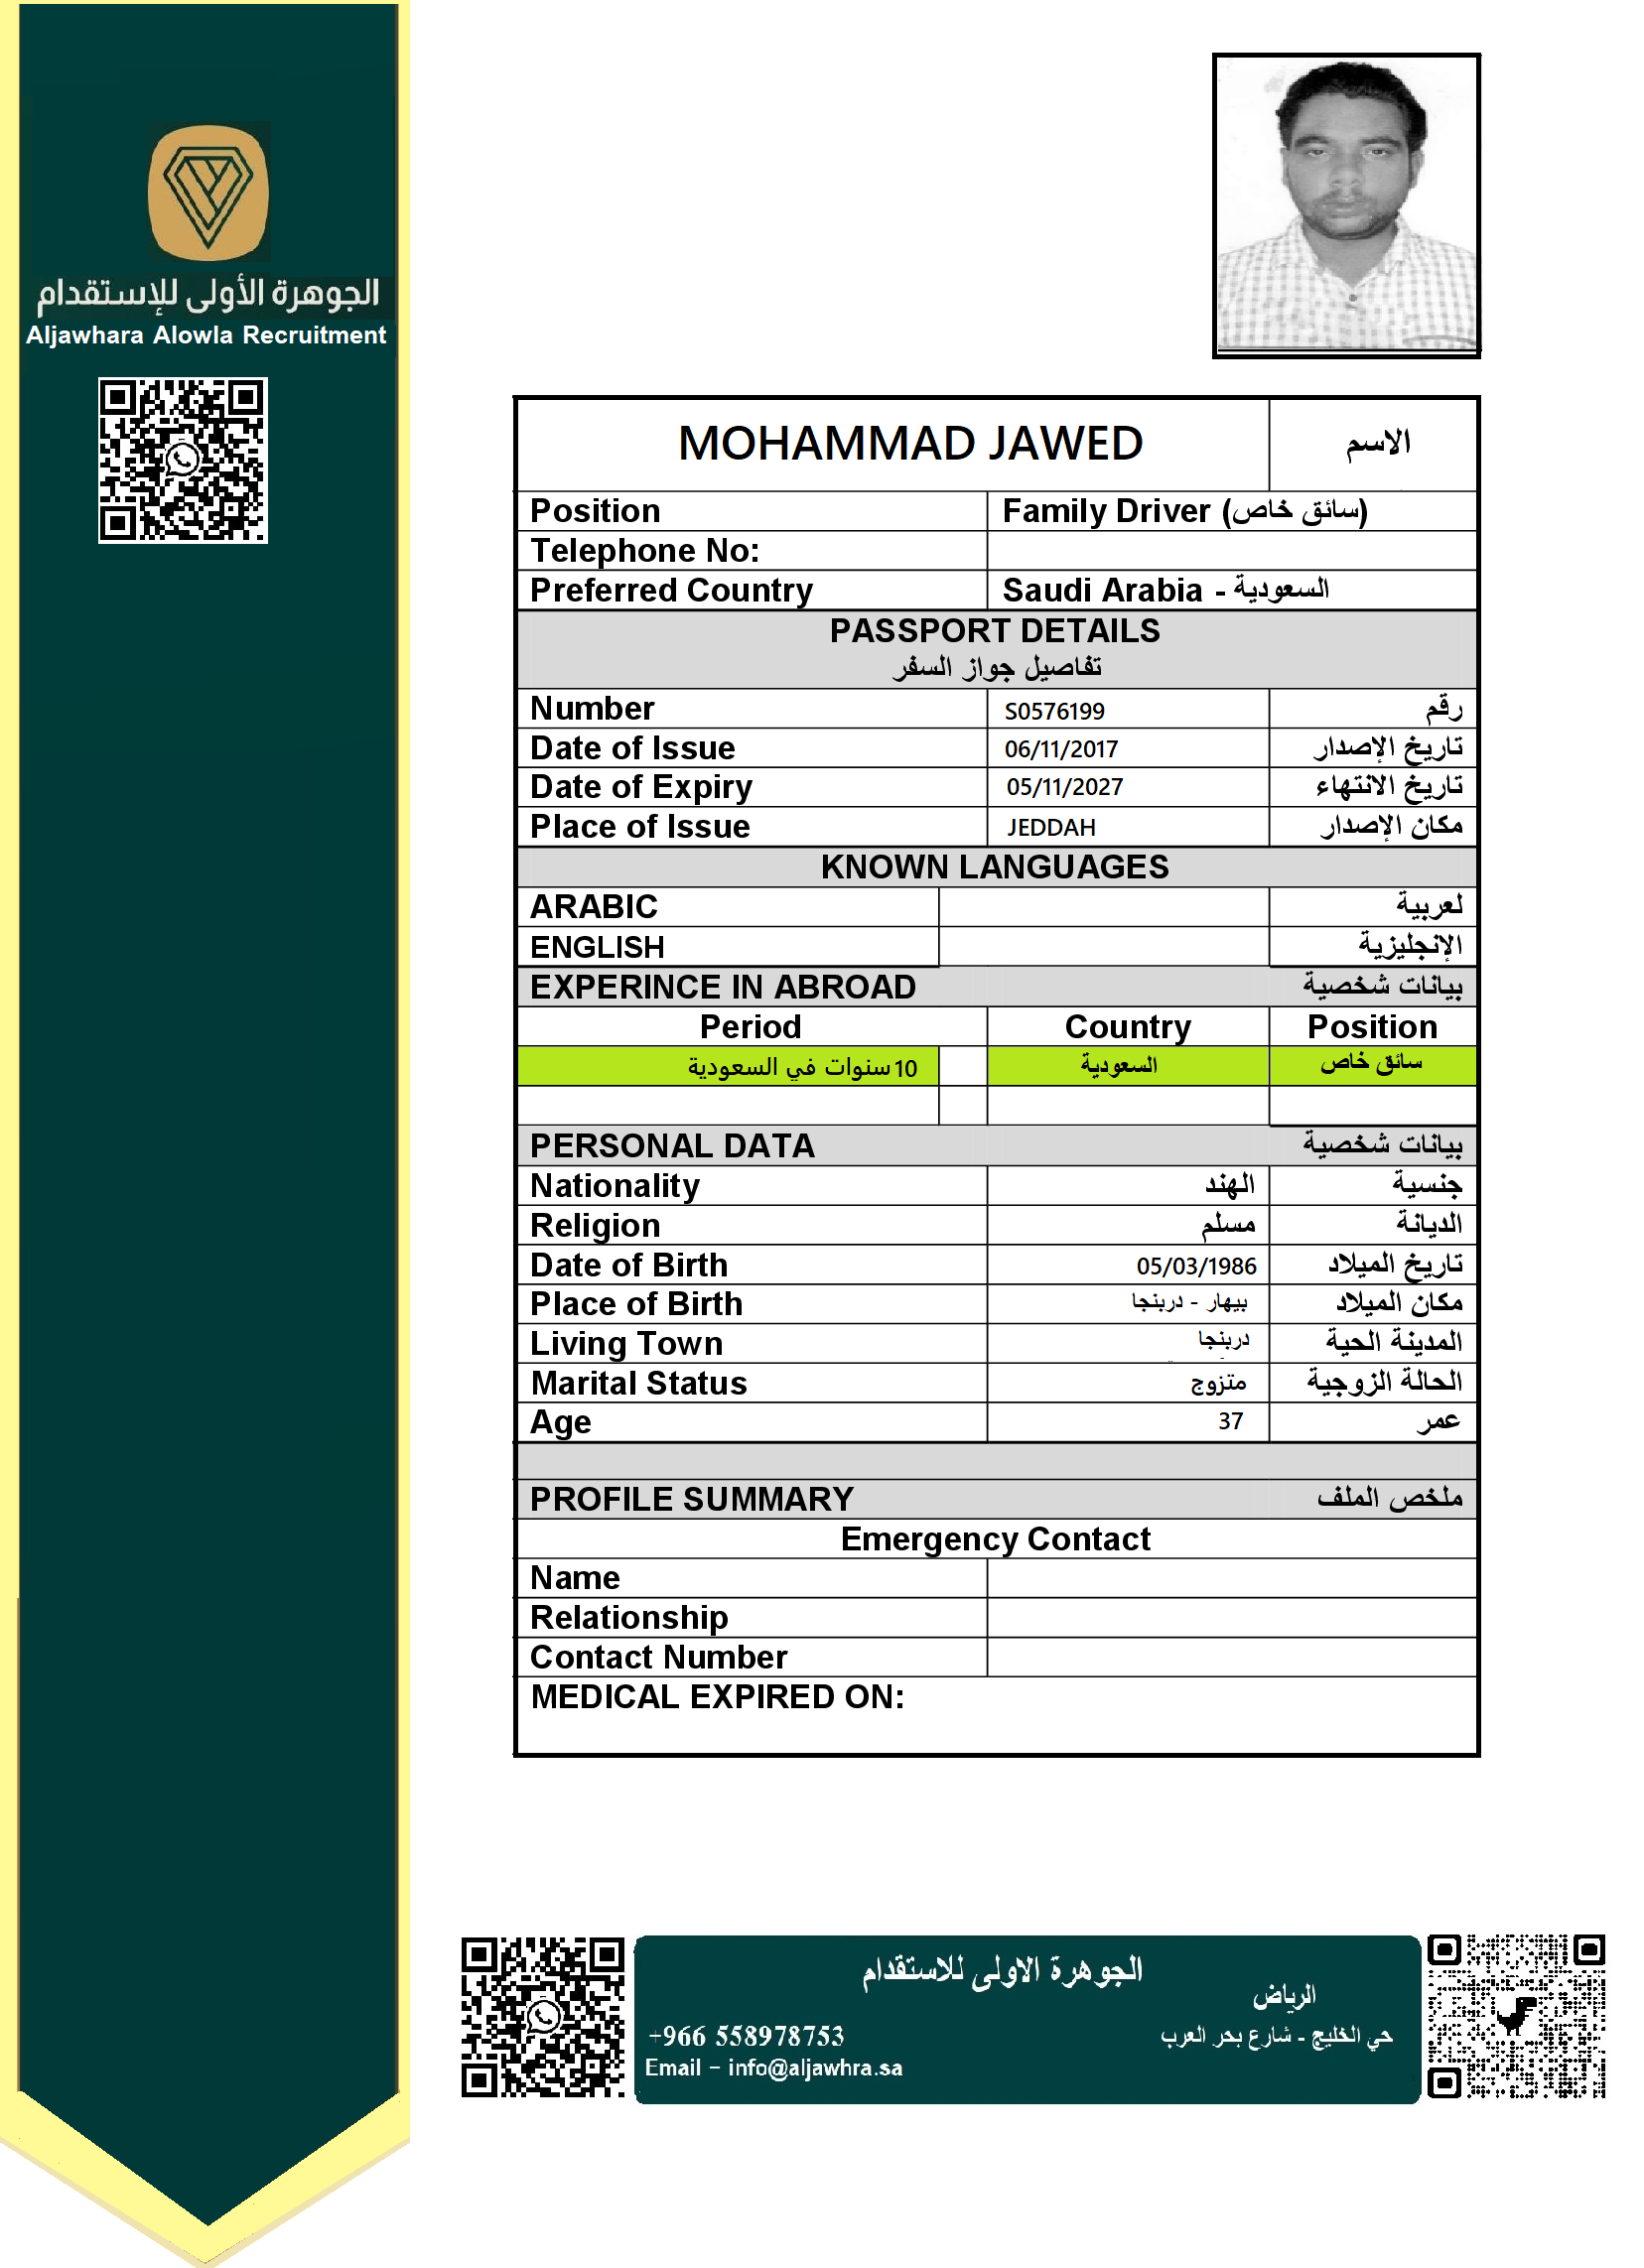 الجوهرة الأولى للإستقدام
Aljawhara Alowla Recruitment
MOHAMMAD JAWED الاسم
Position Family Driver (سائق خاص)
Telephone No:
Preferred Country Saudi Arabia - السعودية
PASSPORT DETAILS
تفاصيل جواز السفر
Number S0576199 رقم
Date of Issue 06/11/2017 تاريخ الإصدار
Date of Expiry 05/11/2027 تاريخ الانتهاء
Place of Issue JEDDAH مكان الإصدار
KNOWN LANGUAGES
ARABIC لعربية
ENGLISH الإنجليزية
EXPERINCE IN ABROAD بيانات شخصية
Period Country Position
10سنوات في السعودية السعودية سائق خاص
PERSONAL DATA بيانات شخصية
Nationality الهند جنسية
Religion مسلم الديانة
Date of Birth 05/03/1986 تاريخ الميلاد
Place of Birth بيهار - دربنجا مكان الميلاد
Living Town دربنجا المدينة الحية
Marital Status متزوج الحالة الزوجية
Age 37 عمر
PROFILE SUMMARY ملخص الملف
Emergency Contact
Name
Relationship
Contact Number
MEDICAL EXPIRED ON:
الجوهرة الاولى للاستقدام
الرياض
+966 558978753 حي الخليج - شارع بحر العرب
Email - info@aljawhra.sa